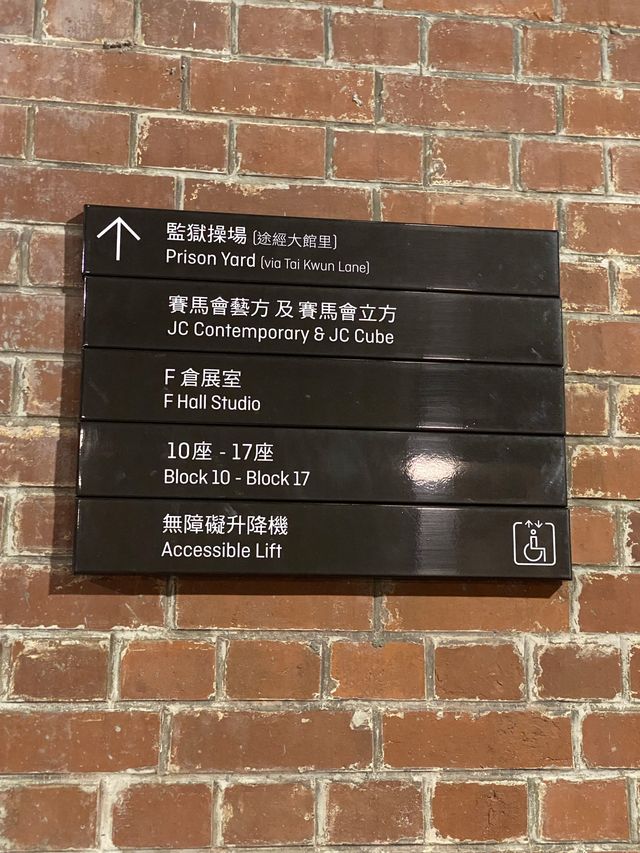 監獄操場 (途經大館里)
Prison Yard (via Tai Kwun Lane)
賽馬會藝方 及 賽馬會立方
JC Contemporary & JC Cube
F 倉展室
F Hall Studio
10座 - 17座
Block 10 - Block 17
無障礙升降機
Accessible Lift